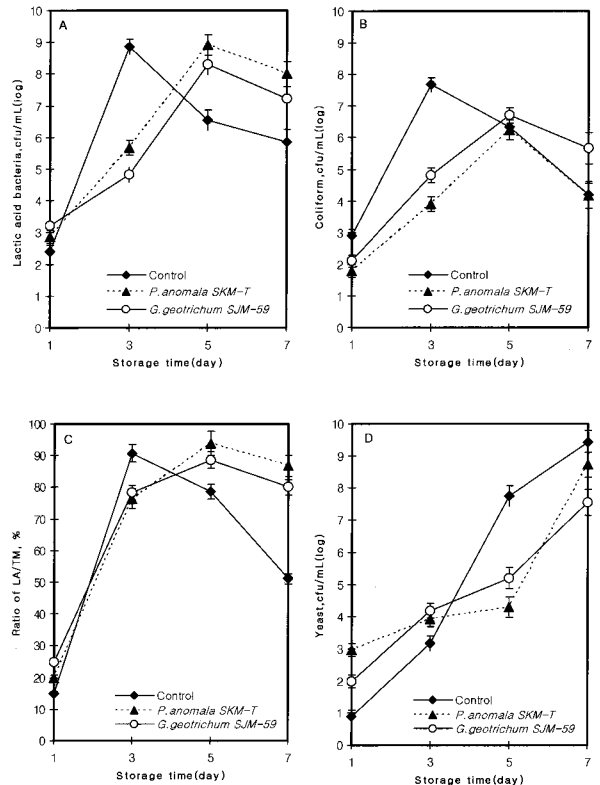 A
Lactic acid bacteria,cfu/mL(log)
10
9
8
7
6
5
4
3
2
1
0
Control
P.anomala SKM-T
G.geotrichum SJM-59
1 3 5 7
Storage time(day)
B
Coliform,cfu/mL(log)
10
9
8
7
6
5
4
3
2
1
0
Control
P.anomala SKM-T
G.geotrichum SJM-59
1 3 5 7
Storage time(day)
C
Ratio of LA/TM, %
100
90
80
70
60
50
40
30
20
10
0
Control
P.anomala SKM-T
G.geotrichum SJM-59
1 3 5 7
Storage time(day)
D
Yeast,cfu/mL(log)
10
9
8
7
6
5
4
3
2
1
0
Control
P.anomala SKM-T
G.geotrichum SJM-59
1 3 5 7
Storage time(day)